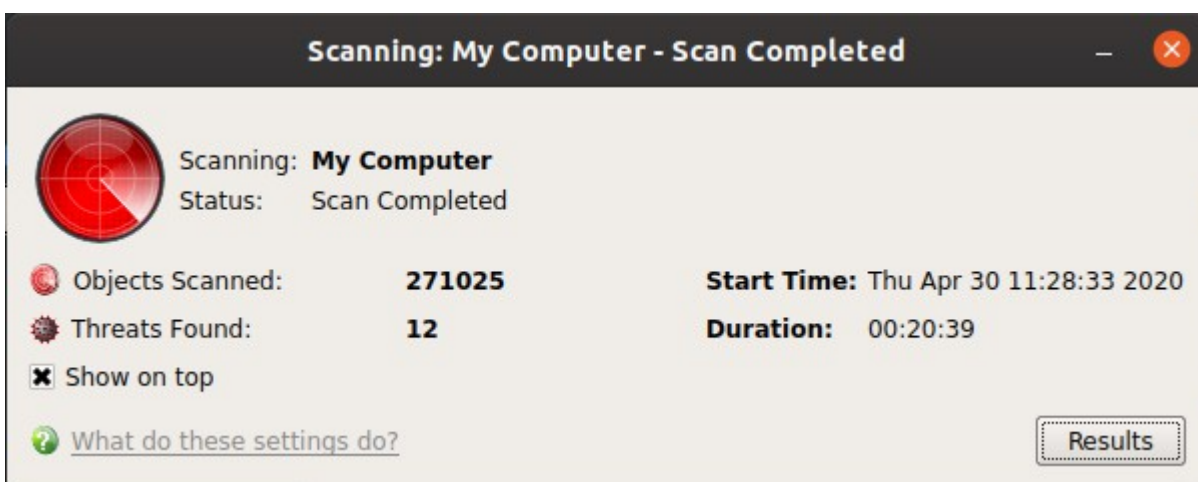 Scanning: My Computer - Scan Completed
Scanning: My Computer
Status: Scan Completed
Objects Scanned: 271025 Start Time: Thu Apr 30 11:28:33 2020
Threats Found: 12 Duration: 00:20:39
Show on top
What do these settings do? Results